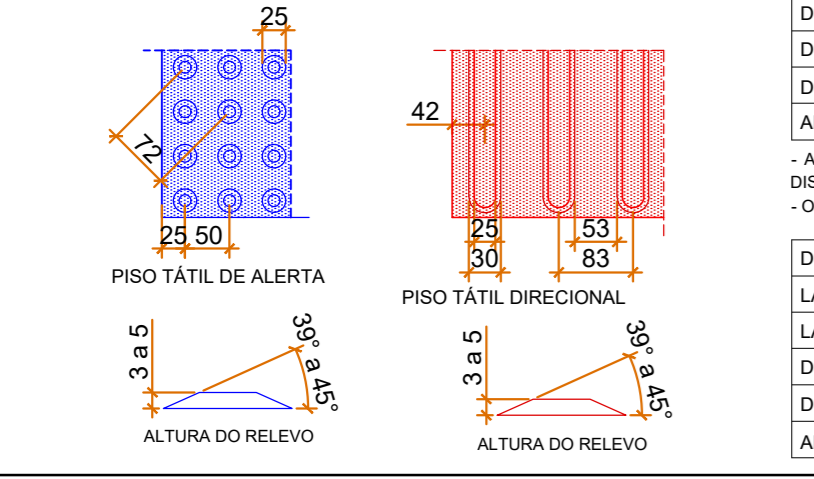 25
72
25 50
PISO TÁTIL DE ALERTA
3 a 5
39° a 45°
ALTURA DO RELEVO
42
25
53
30
83
PISO TÁTIL DIRECIONAL
3 a 5
39° a 45°
ALTURA DO RELEVO
D
D
D
- A
- O
D
D
D